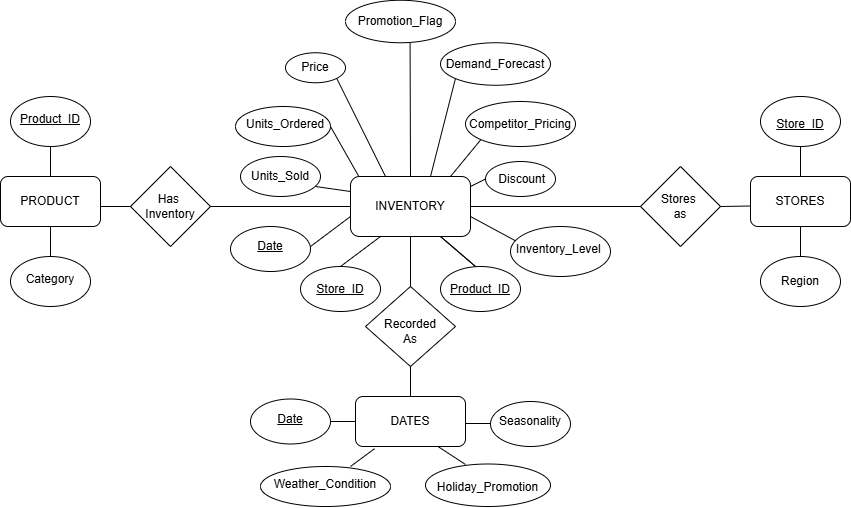 Promotion_Flag
Price
Demand_Forecast
Product_ID
Units_Ordered
Competitor_Pricing
Store_ID
Units_Sold
Discount
PRODUCT
Has
Inventory
INVENTORY
Stores
as
STORES
Date
Inventory_Level
Category
Store_ID
Product_ID
Region
Recorded
As
Date
DATES
Seasonality
Weather_Condition
Holiday_Promotion